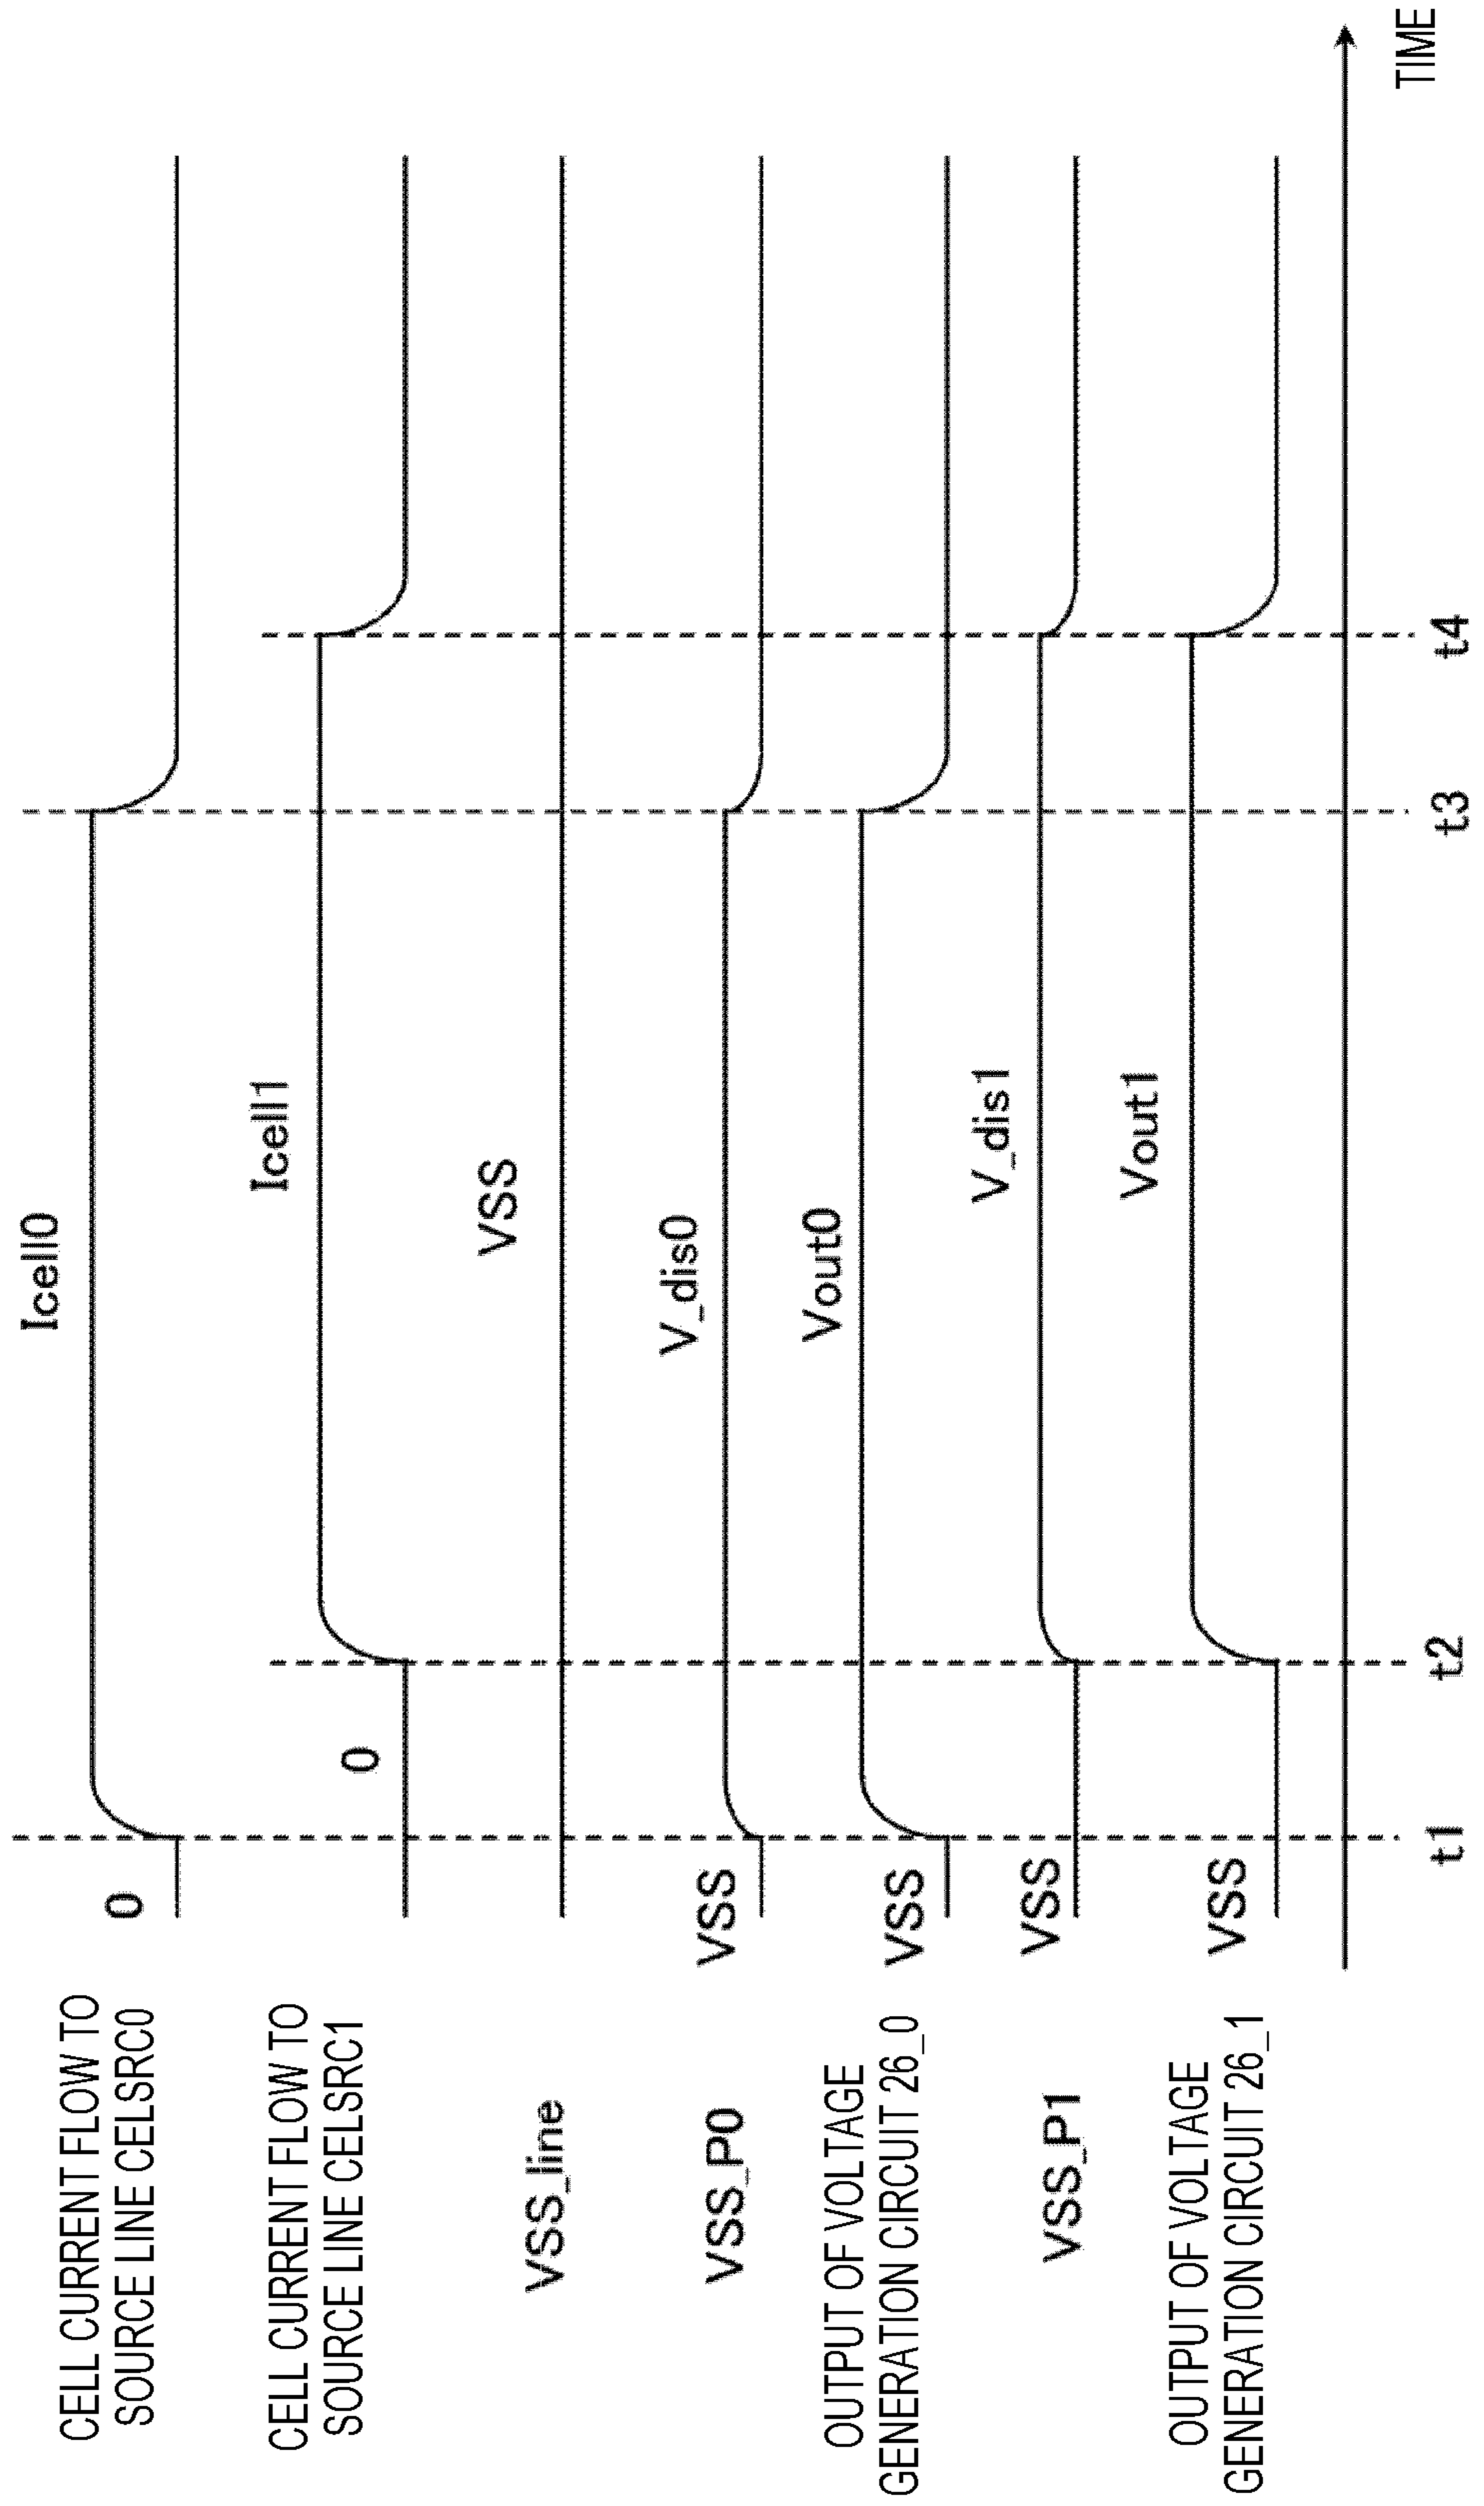 CELL CURRENT FLOW TO
SOURCE LINE CELSRC0
0
Icell0
CELL CURRENT FLOW TO
SOURCE LINE CELSRC1
0
Icell1
VSS_line
VSS
VSS_P0
VSS
V_dis0
OUTPUT OF VOLTAGE
GENERATION CIRCUIT 26_0
VSS
Vout0
VSS_P1
VSS
V_dis1
OUTPUT OF VOLTAGE
GENERATION CIRCUIT 26_1
VSS
Vout1
t1
t2
t3
t4
TIME